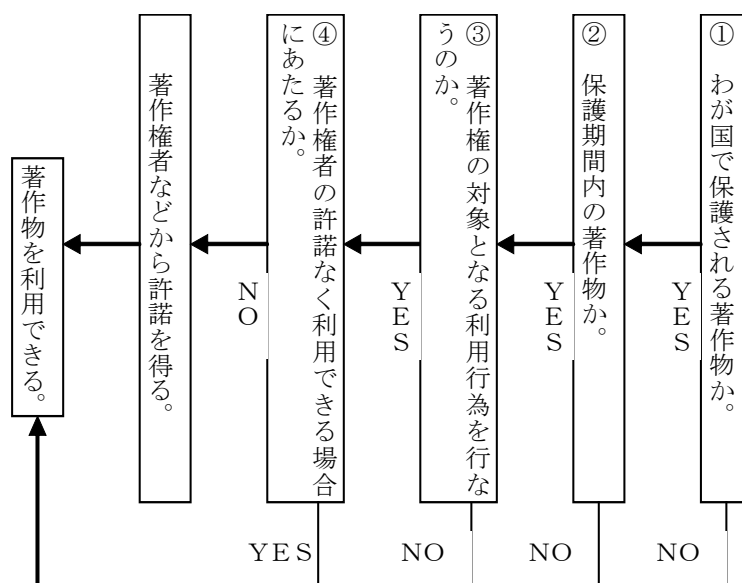 ① わが国で保護される著作物か。
YES
NO
② 保護期間内の著作物か。
YES
NO
③ 著作権の対象となる利用行為を行な
うのか。
YES
NO
④ 著作権者の許諾なく利用できる場合
にあたるか。
NO
YES
著作権者などから許諾を得る。
著作物を利用できる。